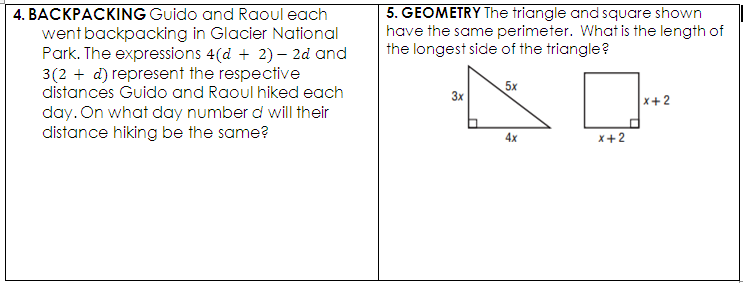 4. BACKPACKING Guido and Raoul each
went backpacking in Glacier National
Park. The expressions 4(d + 2) – 2d and
3(2 + d) represent the respective
distances Guido and Raoul hiked each
day. On what day number d will their
distance hiking be the same?
5. GEOMETRY The triangle and square shown
have the same perimeter. What is the length of
the longest side of the triangle?
3x
5x
4x
x + 2
x + 2